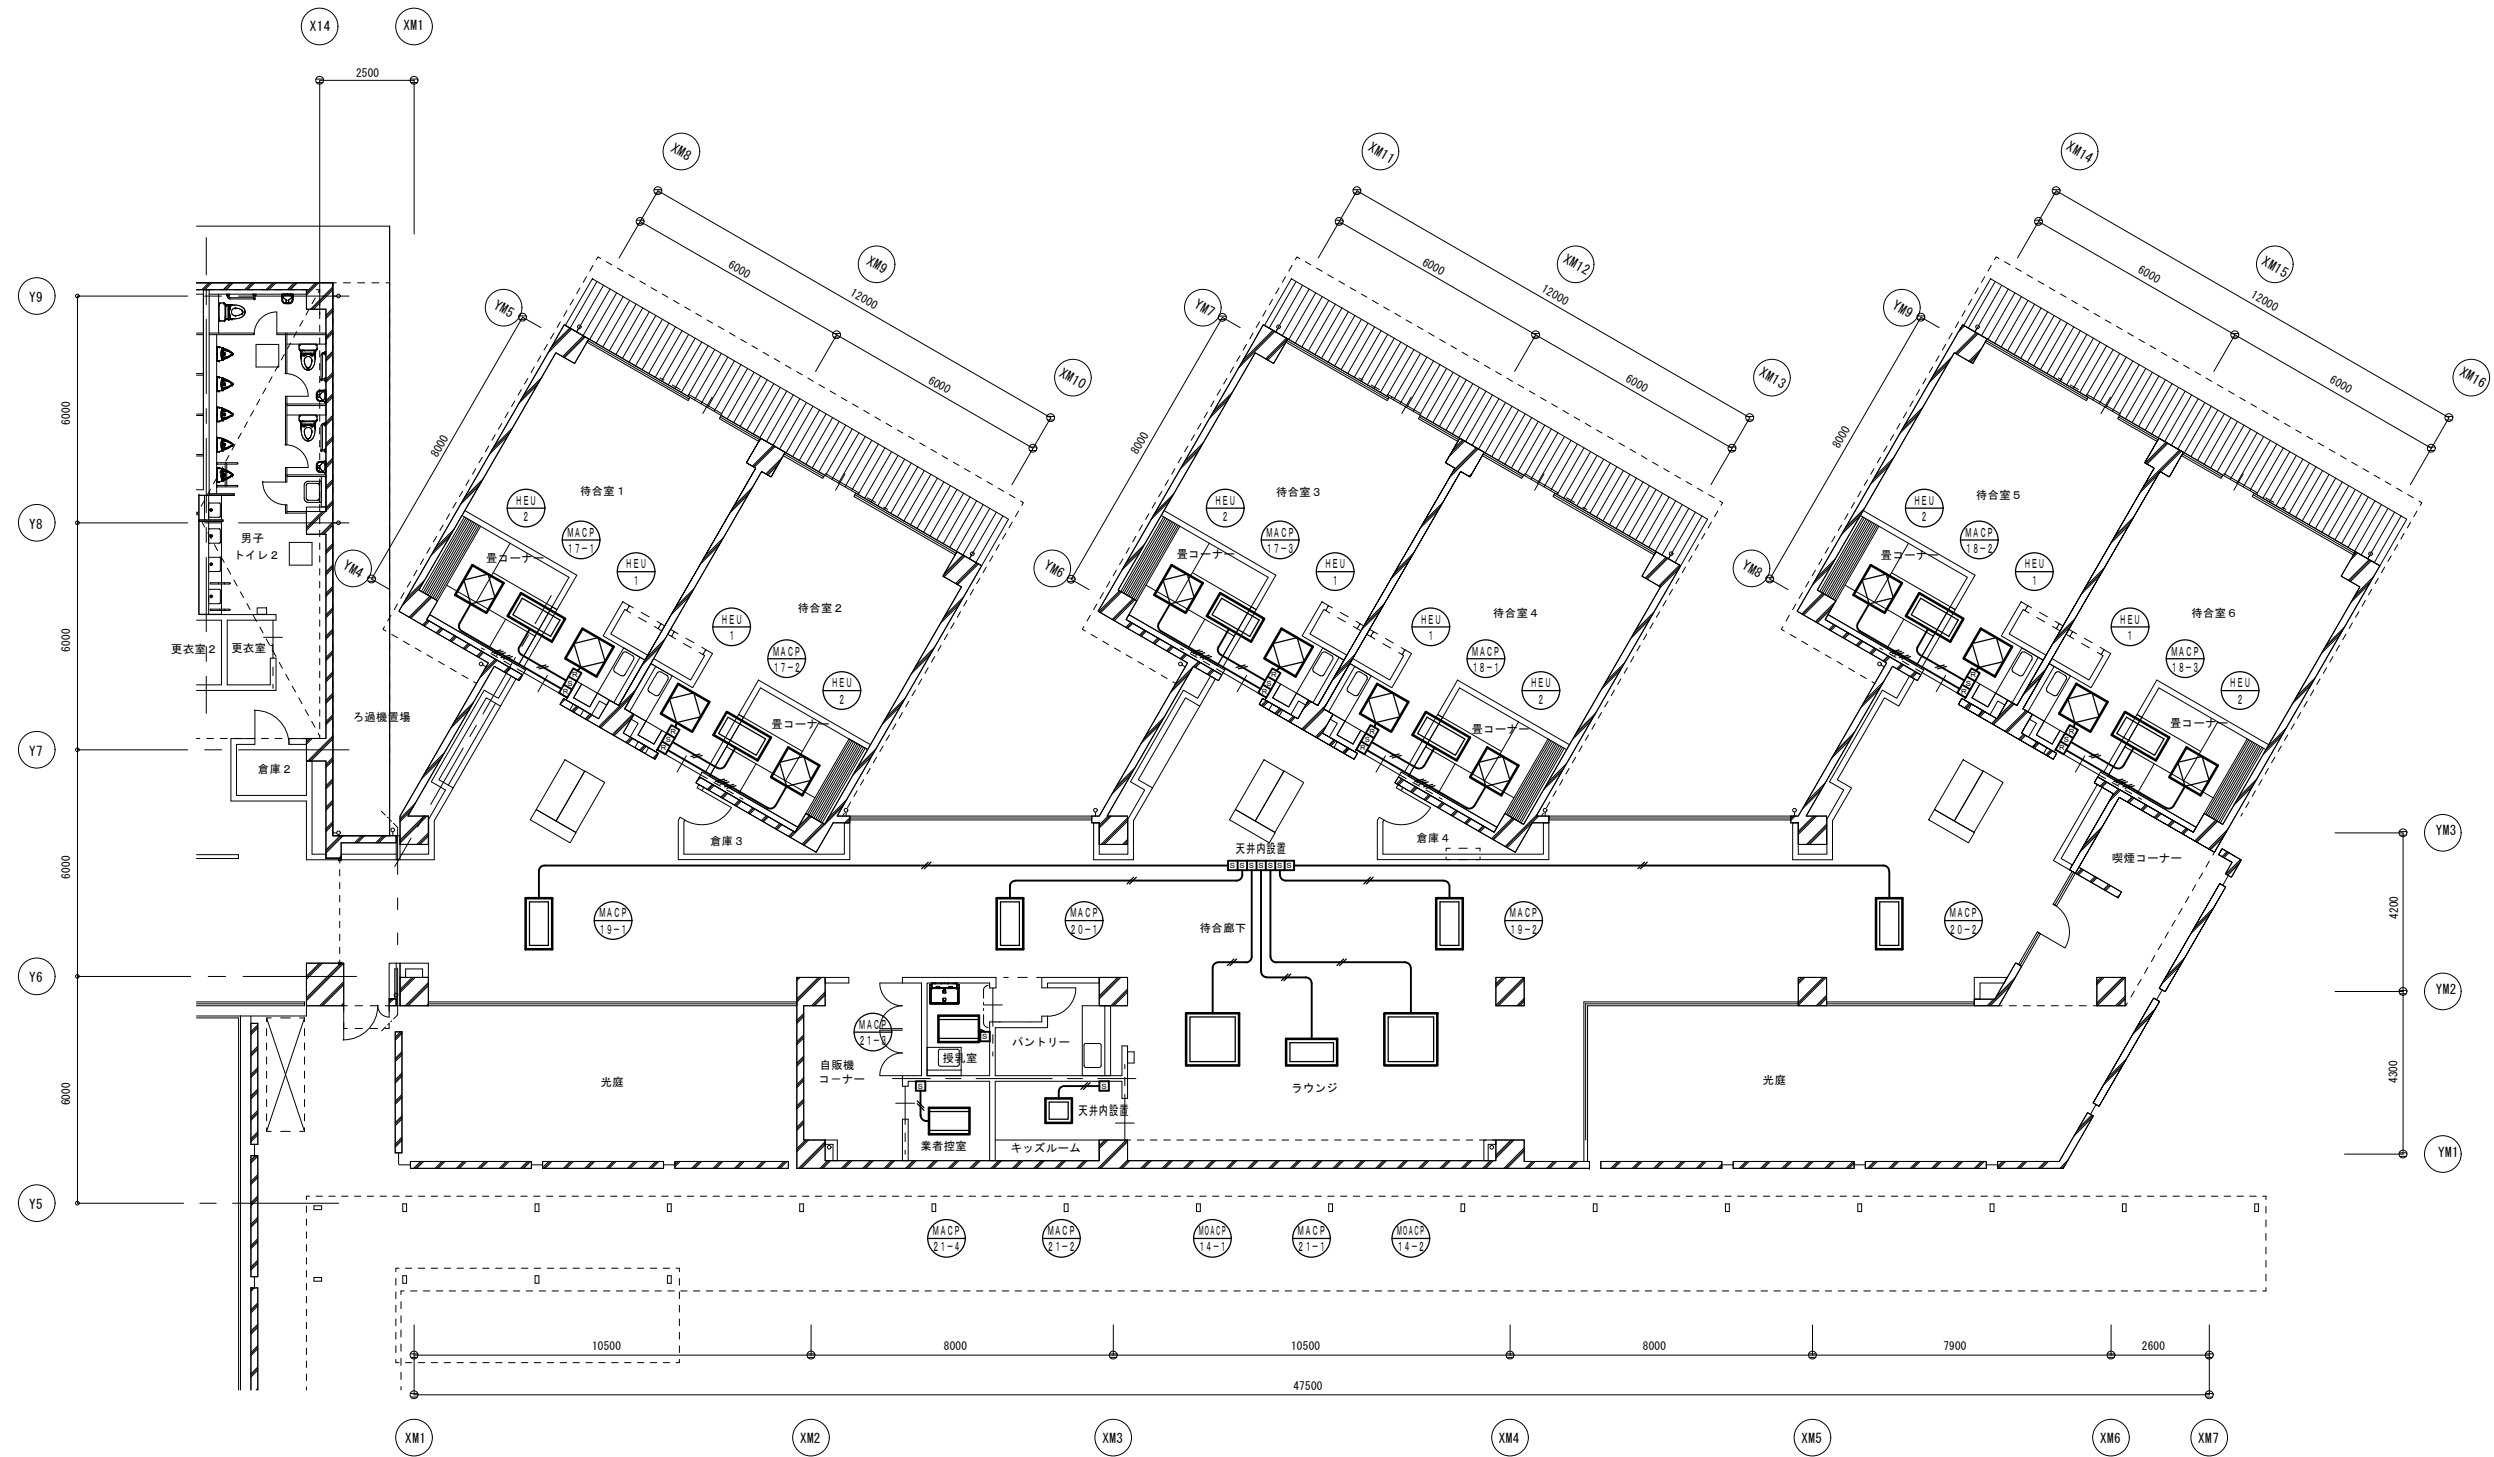 X14
XM1
2500
XM8
XM11
XM14
XM9
XM12
XM15
6000
12000
6000
12000
6000
12000
Y9
YM5
YM7
YM9
6000
6000
6000
XM10
XM13
XM16
6000
8000
8000
8000
待合室1
待合室3
待合室5
HEU
2
HEU
2
HEU
2
Y8
MACP
17-1
MACP
17-3
MACP
18-2
男子
トイレ2
畳コーナー
畳コーナー
畳コーナー
YM4
YM6
YM8
HEU
1
HEU
1
HEU
1
待合室2
待合室4
待合室6
HEU
1
HEU
1
HEU
1
6000
更衣室2
更衣室
MACP
17-2
MACP
18-1
MACP
18-3
HEU
2
HEU
2
HEU
2
ろ過機置場
畳コーナー
畳コーナー
畳コーナー
Y7
倉庫2
倉庫3
倉庫4
YM3
天井内設置
S S S S S S S
喫煙コーナー
6000
MACP
19-1
MACP
20-1
待合廊下
MACP
19-2
MACP
20-2
4200
Y6
YM2
MACP
21-3
S
パントリー
授乳室
自販機
コーナー
光庭
ラウンジ
光庭
4300
6000
S
S
天井内設置
業者控室
キッズルーム
YM1
Y5
MACP
21-4
MACP
21-2
MOACP
14-1
MACP
21-1
MOACP
14-2
10500
8000
10500
8000
7900
2600
47500
XM1
XM2
XM3
XM4
XM5
XM6
XM7